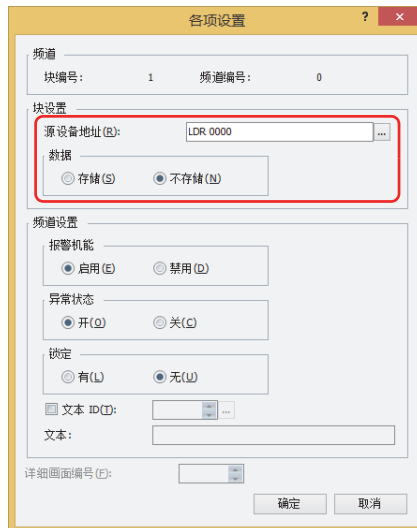 各项设置 ? ×
频道
块编号: 1 频道编号: 0
块设置
源设备地址(R): LDR 0000 ...
数据
存储(S) 不存储(N)
频道设置
报警机能
启用(E) 禁用(D)
异常状态
开(O) 关(C)
锁定
有(L) 无(U)
文本 ID(T): ...
文本:
详细画面编号(F):
确定 取消